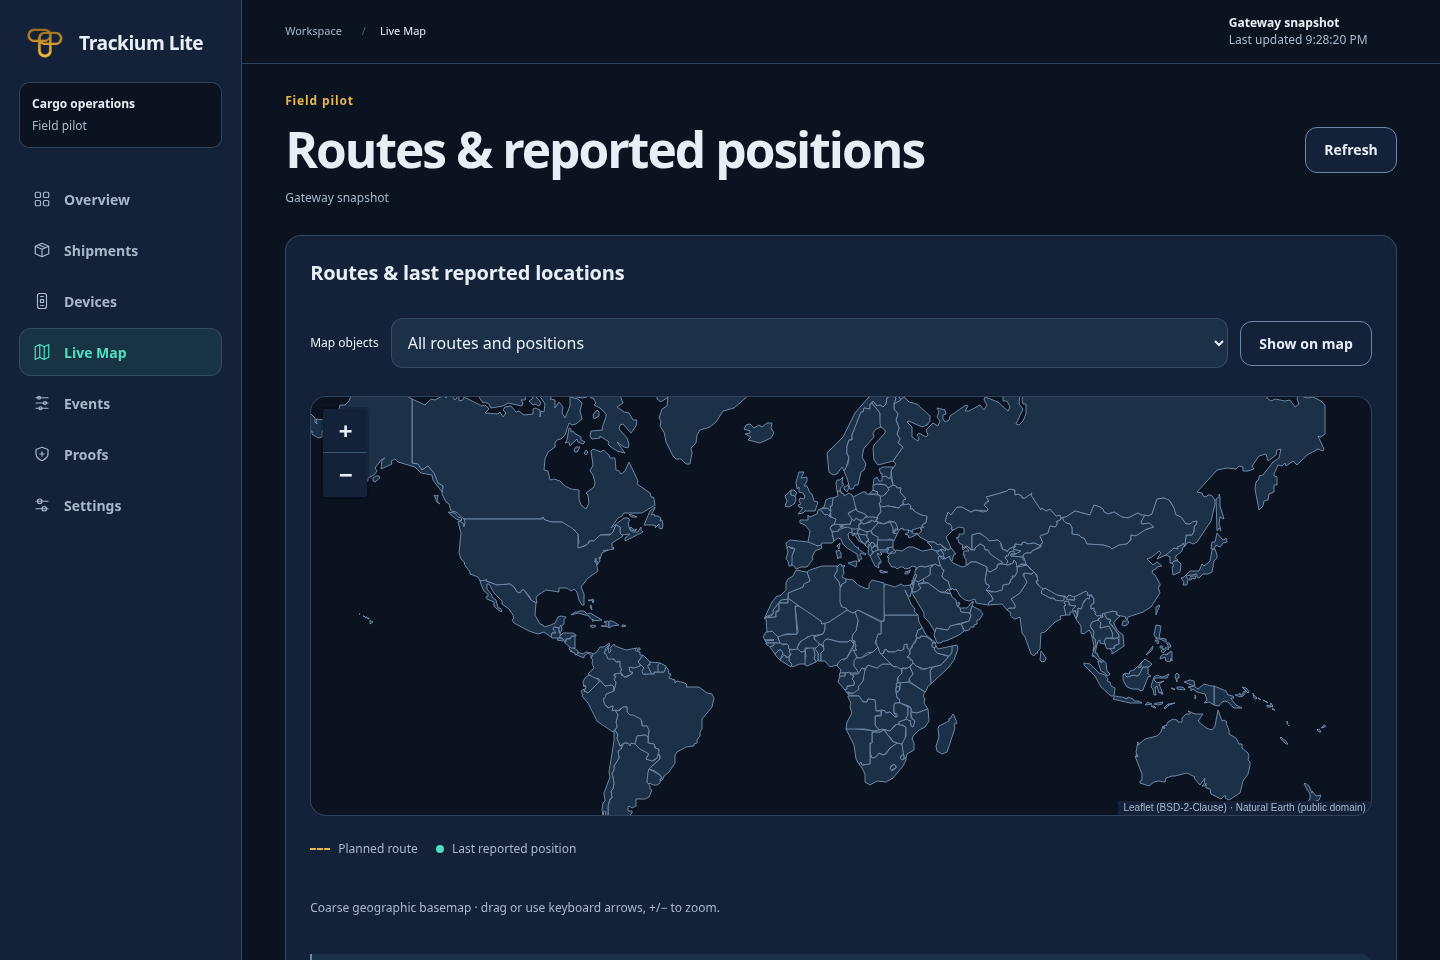 Trackium Lite
Cargo operations
Field pilot
Overview
Shipments
Devices
Live Map
Events
Proofs
Settings
Workspace / Live Map
Gateway snapshot
Last updated 9:28:20 PM
Field pilot
Routes & reported positions
Gateway snapshot
Refresh
Routes & last reported locations
Map objects
All routes and positions
Show on map
+
−
Leaflet (BSD-2-Clause) · Natural Earth (public domain)
Planned route
Last reported position
Coarse geographic basemap · drag or use keyboard arrows, +/− to zoom.